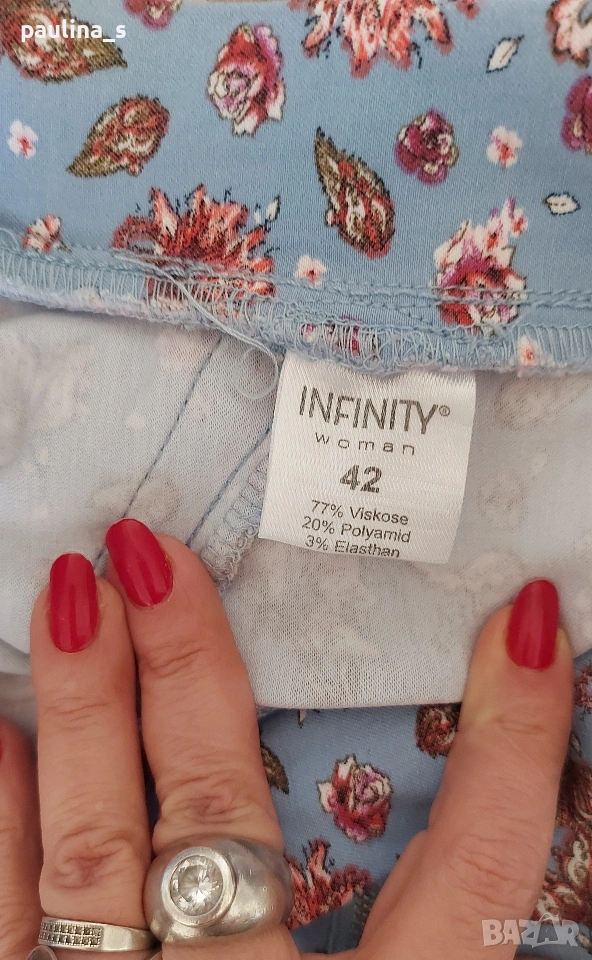 paulina_s
INFINITY®
woman
42
77% Viskose
20% Polyamid
3% Elasthan
BAZAR